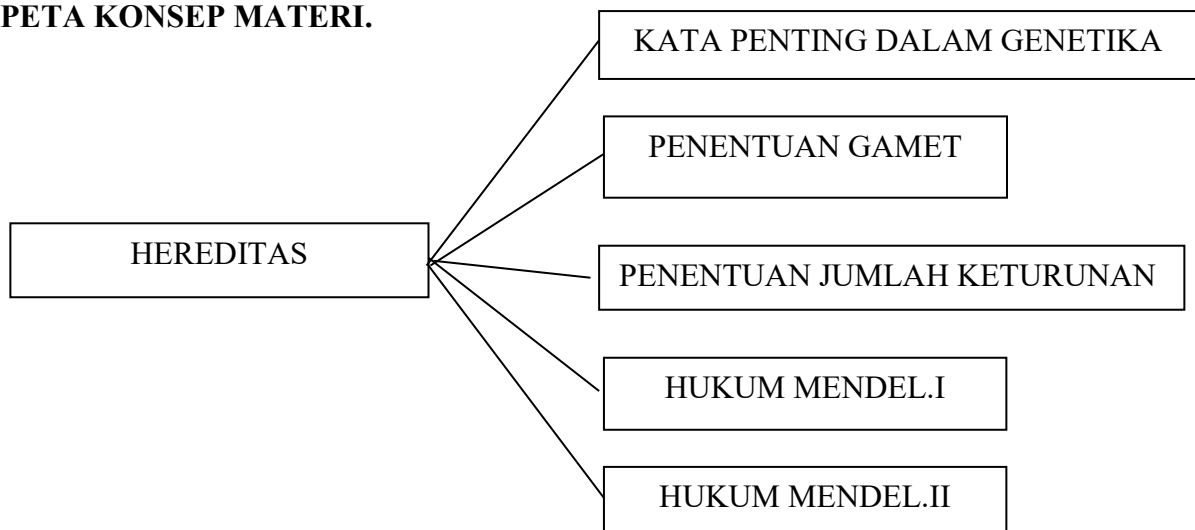 PETA KONSEP MATERI.
KATA PENTING DALAM GENETIKA
PENENTUAN GAMET
HEREDITAS
PENENTUAN JUMLAH KETURUNAN
HUKUM MENDEL.I
HUKUM MENDEL.II